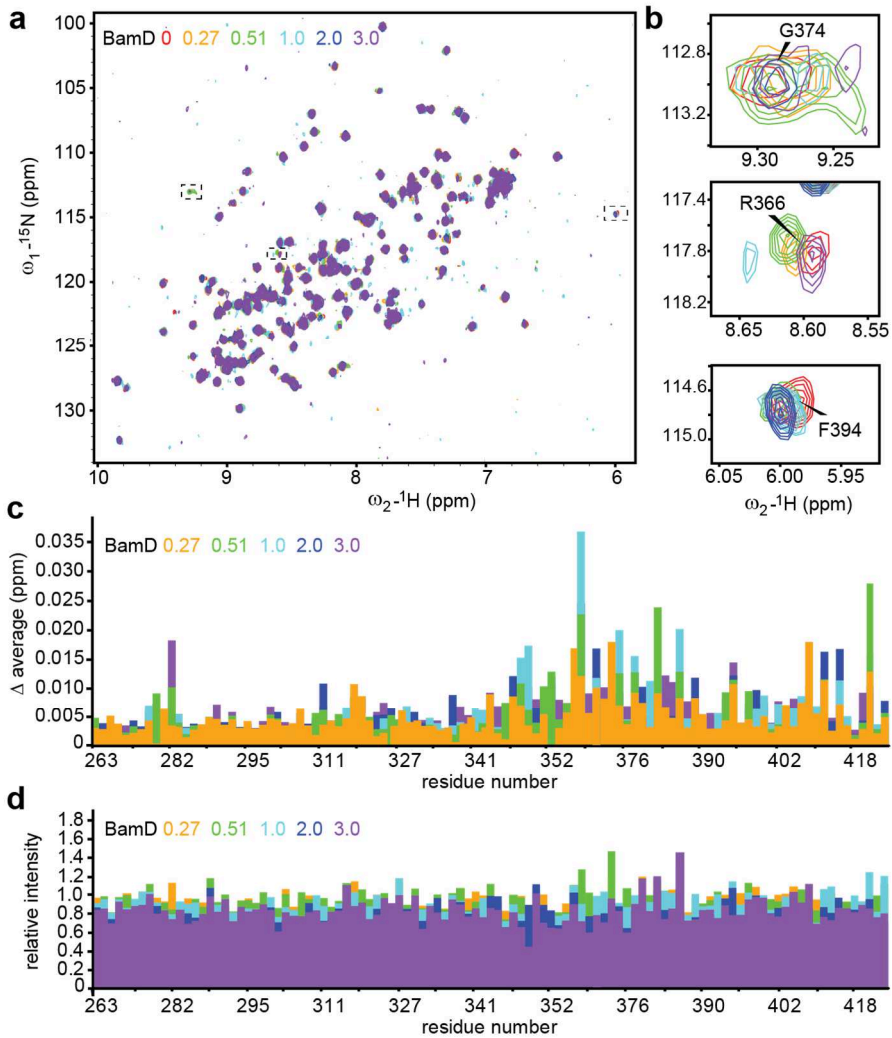 a
BamD 0 0.27 0.51 1.0 2.0 3.0
100
105
110
115
120
125
130
ω1-15N (ppm)
10 9 8 7 6
ω2-1H (ppm)
b
G374
112.8
113.2
9.30 9.25
R366
117.4
117.8
118.2
8.65 8.60 8.55
F394
114.6
115.0
6.05 6.00 5.95
ω2-1H (ppm)
c
BamD 0.27 0.51 1.0 2.0 3.0
Δ average (ppm)
0.035
0.030
0.025
0.020
0.015
0.010
0.005
0
263 282 295 311 327 341 352 376 390 402 418
residue number
d
BamD 0.27 0.51 1.0 2.0 3.0
relative intensity
1.8
1.6
1.4
1.2
1.0
0.8
0.6
0.4
0.2
0
263 282 295 311 327 341 352 376 390 402 418
residue number